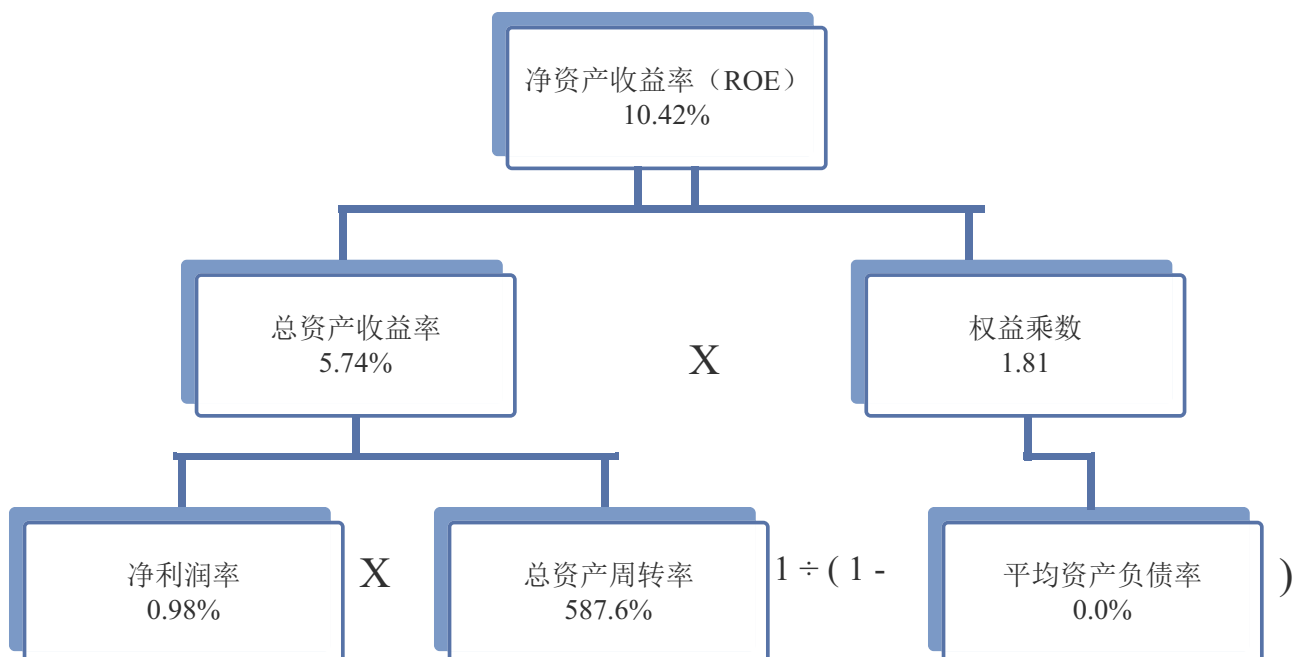 净资产收益率（ROE）
10.42%
总资产收益率
5.74%
X
权益乘数
1.81
净利润率
0.98%
X
总资产周转率
587.6%
1 ÷ ( 1 -
平均资产负债率
0.0%
)